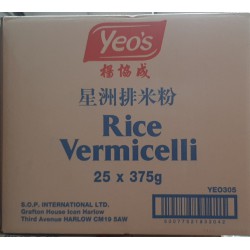 Yeo's
楊協成
星洲排米粉
Rice
Vermicelli
25 x 375g
YEO30S
S.O.P. INTERNATIONAL LTD.
Grafton House Icon Harlow
Third Avenue HARLOW CM19 5AW